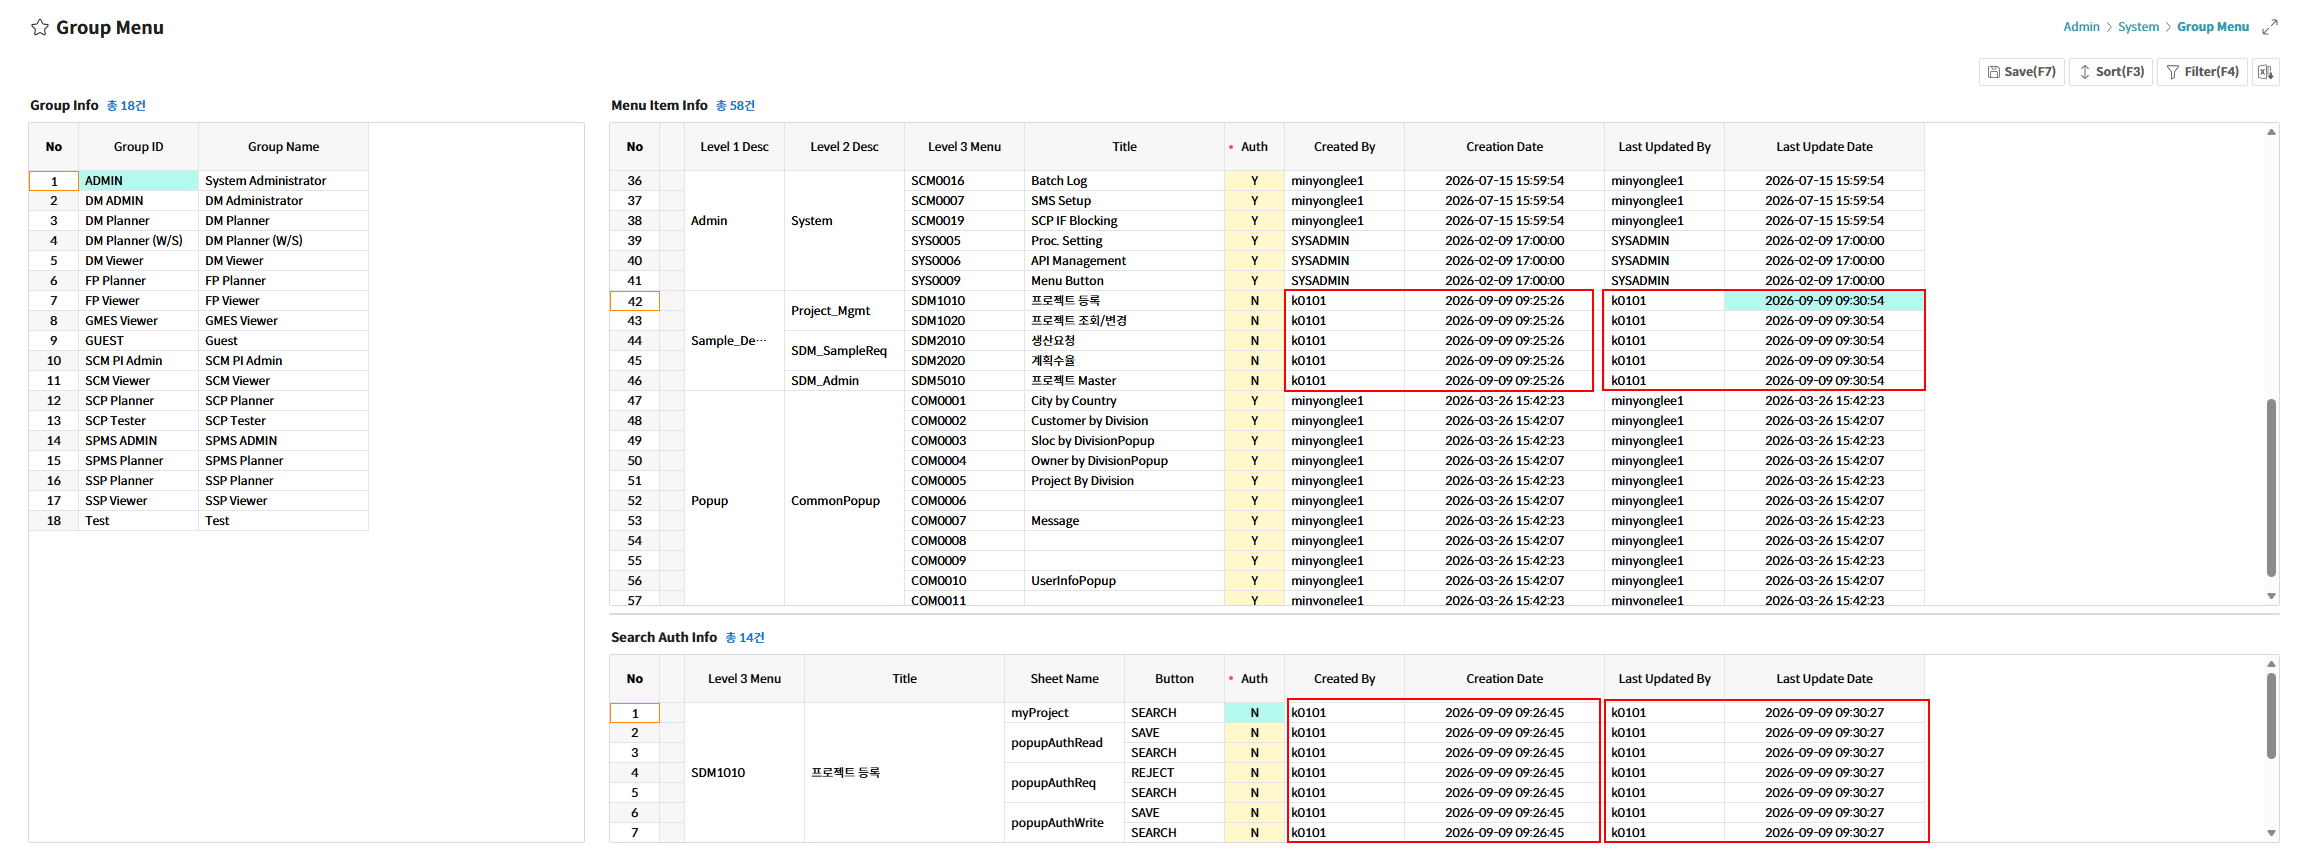 Group Menu
Admin > System > Group Menu
Save(F7) Sort(F3) Filter(F4)
Group Info 총 18건
No Group ID Group Name
1 ADMIN System Administrator
2 DM ADMIN DM Administrator
3 DM Planner DM Planner
4 DM Planner (W/S) DM Planner (W/S)
5 DM Viewer DM Viewer
6 FP Planner FP Planner
7 FP Viewer FP Viewer
8 GMES Viewer GMES Viewer
9 GUEST Guest
10 SCM PI Admin SCM PI Admin
11 SCM Viewer SCM Viewer
12 SCP Planner SCP Planner
13 SCP Tester SCP Tester
14 SPMS ADMIN SPMS ADMIN
15 SPMS Planner SPMS Planner
16 SSP Planner SSP Planner
17 SSP Viewer SSP Viewer
18 Test Test
Menu Item Info 총 58건
No Level 1 Desc Level 2 Desc Level 3 Menu Title • Auth Created By Creation Date Last Updated By Last Update Date
36 SCM0016 Batch Log Y minyonglee1 2026-07-15 15:59:54 minyonglee1 2026-07-15 15:59:54
37 SCM0007 SMS Setup Y minyonglee1 2026-07-15 15:59:54 minyonglee1 2026-07-15 15:59:54
38 Admin System SCM0019 SCP IF Blocking Y minyonglee1 2026-07-15 15:59:54 minyonglee1 2026-07-15 15:59:54
39 SYS0005 Proc. Setting Y SYSADMIN 2026-02-09 17:00:00 SYSADMIN 2026-02-09 17:00:00
40 SYS0006 API Management Y SYSADMIN 2026-02-09 17:00:00 SYSADMIN 2026-02-09 17:00:00
41 SYS0009 Menu Button Y SYSADMIN 2026-02-09 17:00:00 SYSADMIN 2026-02-09 17:00:00
42 Project_Mgmt SDM1010 프로젝트 등록 N k0101 2026-09-09 09:25:26 k0101 2026-09-09 09:30:54
43 SDM1020 프로젝트 조회/변경 N k0101 2026-09-09 09:25:26 k0101 2026-09-09 09:30:54
44 Sample_De··· SDM_SampleReq SDM2010 생산요청 N k0101 2026-09-09 09:25:26 k0101 2026-09-09 09:30:54
45 SDM2020 계획수율 N k0101 2026-09-09 09:25:26 k0101 2026-09-09 09:30:54
46 SDM_Admin SDM5010 프로젝트 Master N k0101 2026-09-09 09:25:26 k0101 2026-09-09 09:30:54
47 COM0001 City by Country Y minyonglee1 2026-03-26 15:42:23 minyonglee1 2026-03-26 15:42:23
48 COM0002 Customer by Division Y minyonglee1 2026-03-26 15:42:07 minyonglee1 2026-03-26 15:42:07
49 COM0003 Sloc by DivisionPopup Y minyonglee1 2026-03-26 15:42:23 minyonglee1 2026-03-26 15:42:23
50 COM0004 Owner by DivisionPopup Y minyonglee1 2026-03-26 15:42:07 minyonglee1 2026-03-26 15:42:07
51 COM0005 Project By Division Y minyonglee1 2026-03-26 15:42:23 minyonglee1 2026-03-26 15:42:23
52 Popup CommonPopup COM0006 Y minyonglee1 2026-03-26 15:42:07 minyonglee1 2026-03-26 15:42:07
53 COM0007 Message Y minyonglee1 2026-03-26 15:42:23 minyonglee1 2026-03-26 15:42:23
54 COM0008 Y minyonglee1 2026-03-26 15:42:07 minyonglee1 2026-03-26 15:42:07
55 COM0009 Y minyonglee1 2026-03-26 15:42:23 minyonglee1 2026-03-26 15:42:23
56 COM0010 UserInfoPopup Y minyonglee1 2026-03-26 15:42:07 minyonglee1 2026-03-26 15:42:07
57 COM0011 Y minyonglee1 2026-03-26 15:42:23 minyonglee1 2026-03-26 15:42:23
Search Auth Info 총 14건
No Level 3 Menu Title Sheet Name Button • Auth Created By Creation Date Last Updated By Last Update Date
1 myProject SEARCH N k0101 2026-09-09 09:26:45 k0101 2026-09-09 09:30:27
2 popupAuthRead SAVE N k0101 2026-09-09 09:26:45 k0101 2026-09-09 09:30:27
3 SEARCH N k0101 2026-09-09 09:26:45 k0101 2026-09-09 09:30:27
4 SDM1010 프로젝트 등록 popupAuthReq REJECT N k0101 2026-09-09 09:26:45 k0101 2026-09-09 09:30:27
5 SEARCH N k0101 2026-09-09 09:26:45 k0101 2026-09-09 09:30:27
6 popupAuthWrite SAVE N k0101 2026-09-09 09:26:45 k0101 2026-09-09 09:30:27
7 SEARCH N k0101 2026-09-09 09:26:45 k0101 2026-09-09 09:30:27